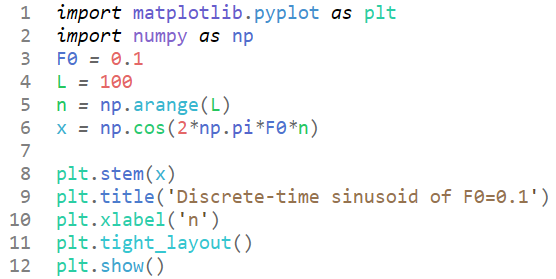 1 import matplotlib.pyplot as plt
2 import numpy as np
3 F0 = 0.1
4 L = 100
5 n = np.arange(L)
6 x = np.cos(2*np.pi*F0*n)
7
8 plt.stem(x)
9 plt.title('Discrete-time sinusoid of F0=0.1')
10 plt.xlabel('n')
11 plt.tight_layout()
12 plt.show()